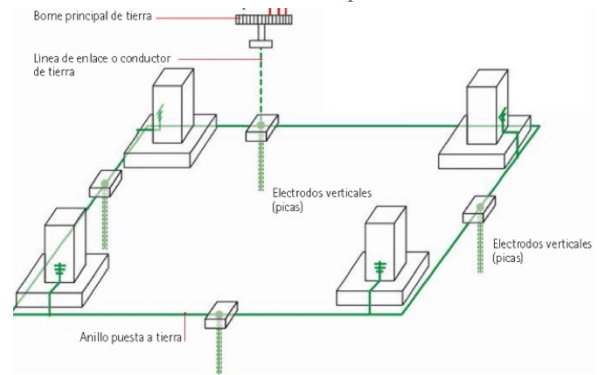 Borne principal de tierra
Linea de enlace o conductor
de tierra
Electrodos verticales
(picas)
Electrodos verticales
(picas)
Anillo puesta a tierra